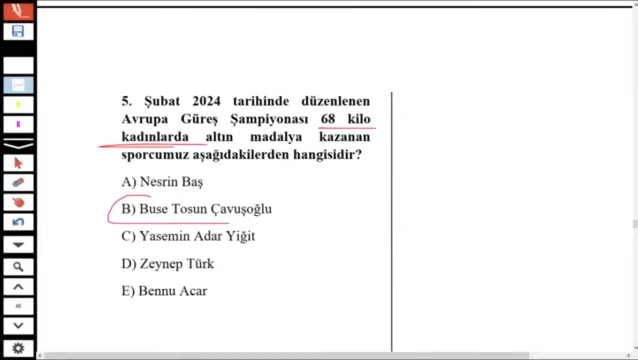 5. Şubat 2024 tarihinde düzenlenen
Avrupa Güreş Şampiyonası 68 kilo
kadınlarda altın madalya kazanan
sporcumuz aşağıdakilerden hangisidir?
A) Nesrin Baş
B) Buse Tosun Çavuşoğlu
C) Yasemin Adar Yiğit
D) Zeynep Türk
E) Bennu Acar